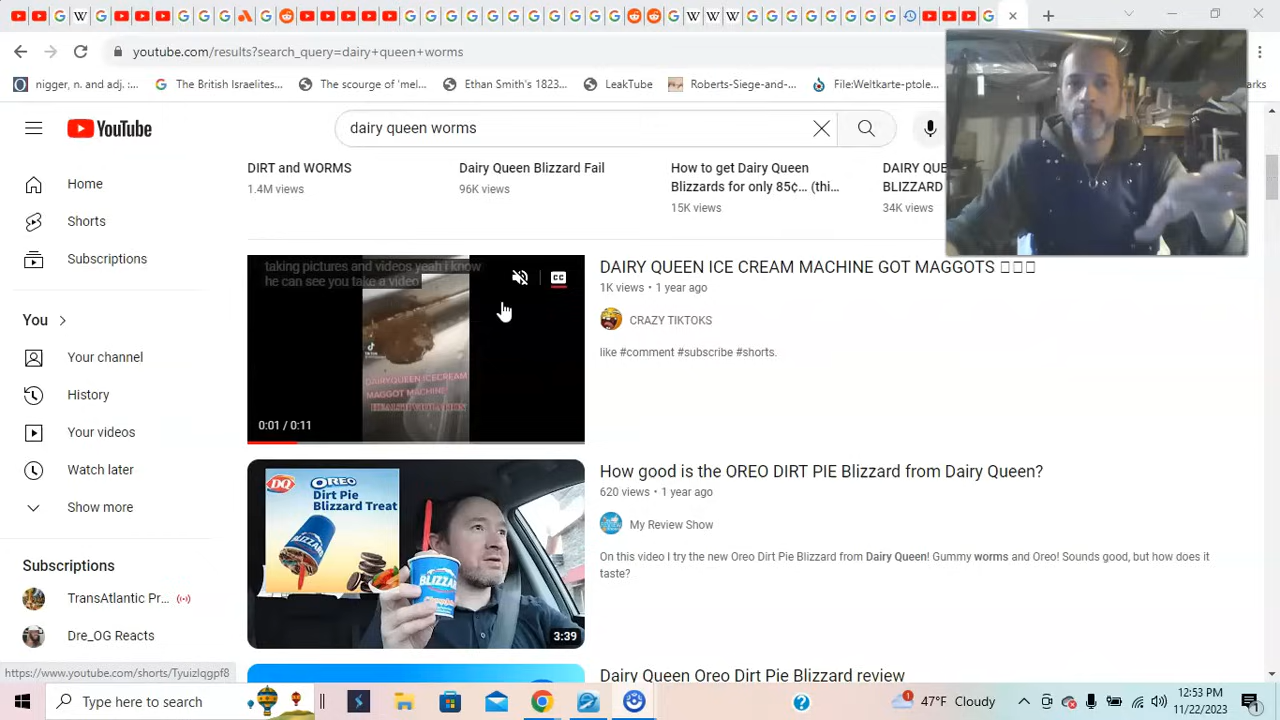 youtube.com/results?search_query=dairy+queen+worms
nigger, n. and adj. :...
The British Israelites...
The scourge of 'mel...
Ethan Smith's 1823...
LeakTube
Roberts-Siege-and-...
File:Weltkarte-ptole...
YouTube
dairy queen worms
DIRT and WORMS
1.4M views
Dairy Queen Blizzard Fail
96K views
How to get Dairy Queen
Blizzards for only 85¢... (thi...
15K views
DAIRY QUE
BLIZZARD
34K views
Home
Shorts
Subscriptions
You
Your channel
History
Your videos
Watch later
Show more
Subscriptions
TransAtlantic Pr...
Dre_OG Reacts
taking pictures and videos yeah i know
he can see you take a video
CC
DAIRYQUEEN ICECREAM
MAGGOT MACHINE
HEALTH VIOLATION
0:01 / 0:11
DAIRY QUEEN ICE CREAM MACHINE GOT MAGGOTS
1K views • 1 year ago
CRAZY TIKTOKS
like #comment #subscribe #shorts.
DQ
OREO
Dirt Pie
Blizzard Treat
BLIZZARD
3:39
How good is the OREO DIRT PIE Blizzard from Dairy Queen?
620 views • 1 year ago
My Review Show
On this video I try the new Oreo Dirt Pie Blizzard from Dairy Queen! Gummy worms and Oreo! Sounds good, but how does it
taste?
Dairy Queen Oreo Dirt Pie Blizzard review
https://www.youtube.com/shorts/Tyuizlqgpf8
Type here to search
47°F Cloudy
12:53 PM
11/22/2023